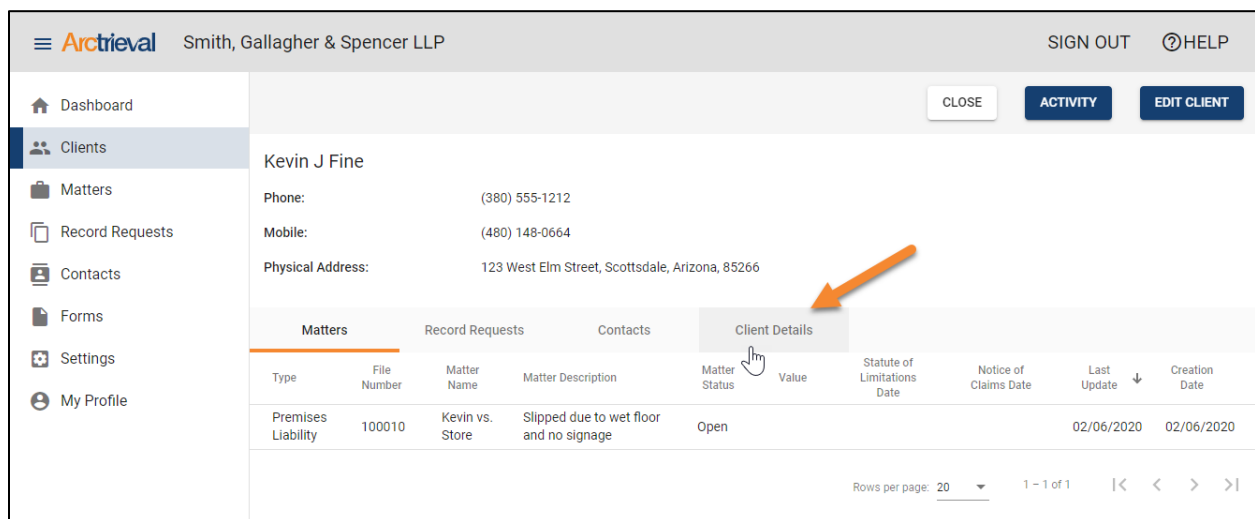 Arctrieval Smith, Gallagher & Spencer LLP SIGN OUT HELP
Dashboard
Clients
Matters
Record Requests
Contacts
Forms
Settings
My Profile
CLOSE ACTIVITY EDIT CLIENT
Kevin J Fine
Phone: (380) 555-1212
Mobile: (480) 148-0664
Physical Address: 123 West Elm Street, Scottsdale, Arizona, 85266
Matters Record Requests Contacts Client Details
Type File Number Matter Name Matter Description Matter Status Value Statute of Limitations Date Notice of Claims Date Last Update Creation Date
Premises Liability 100010 Kevin vs. Store Slipped due to wet floor and no signage Open 02/06/2020 02/06/2020
Rows per page: 20 1 – 1 of 1